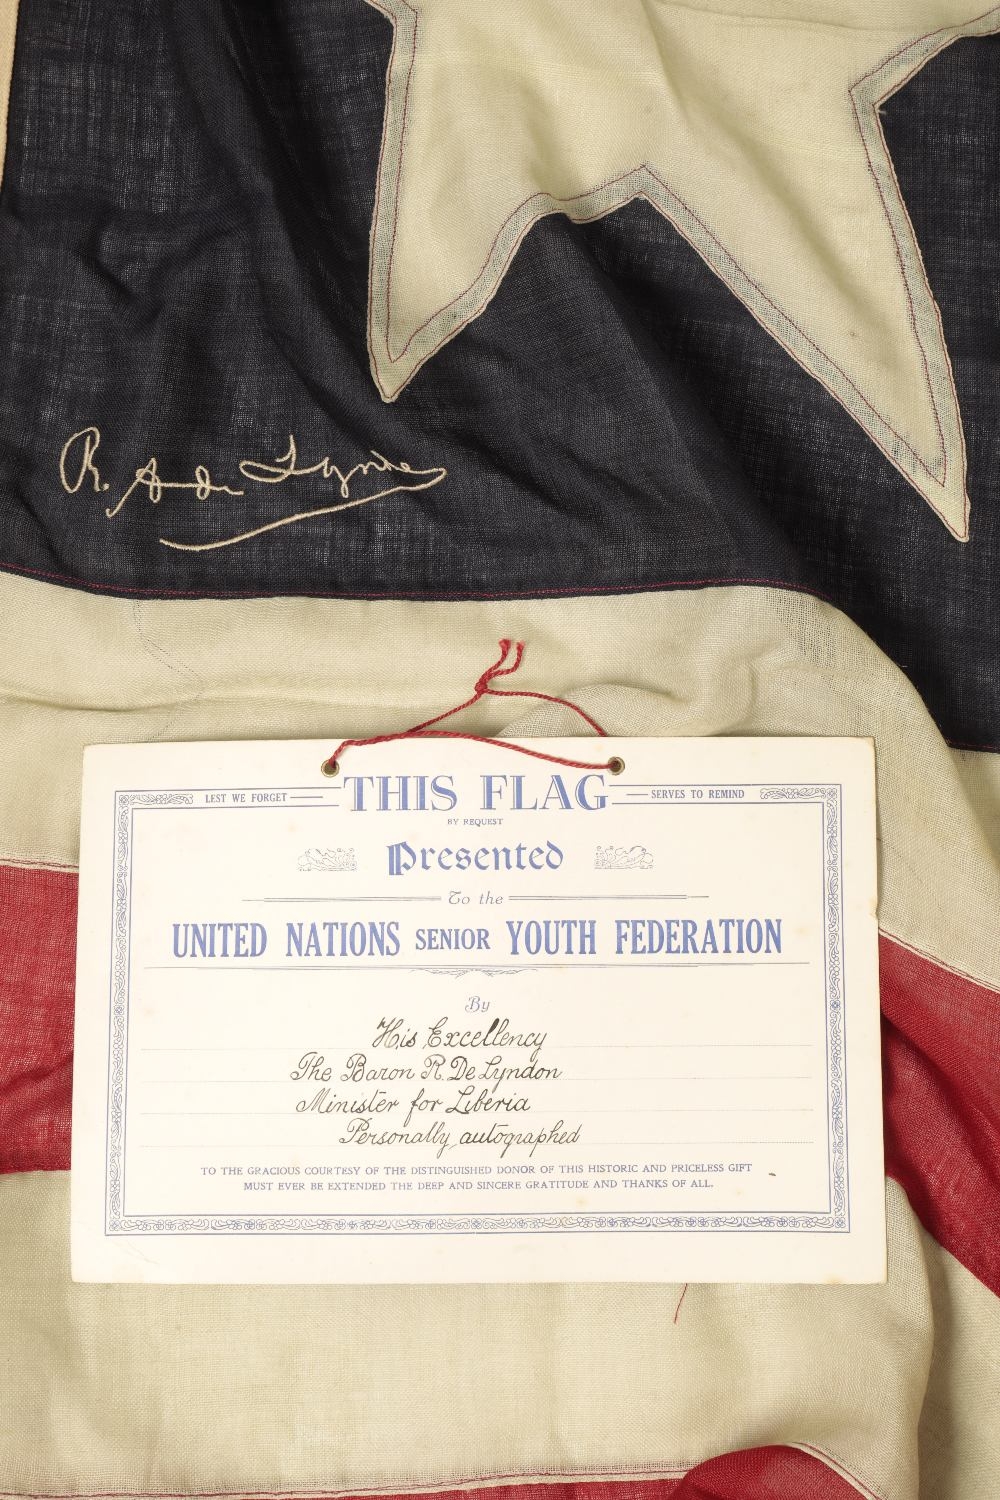 R. A. de Lynde
LEST WE FORGET THIS FLAG SERVES TO REMIND
BY REQUEST
Presented
To the
UNITED NATIONS SENIOR YOUTH FEDERATION
By
His Excellency
The Baron R. De Lyndon
Minister for Liberia
Personally autographed
TO THE GRACIOUS COURTESY OF THE DISTINGUISHED DONOR OF THIS HISTORIC AND PRICELESS GIFT
MUST EVER BE EXTENDED THE DEEP AND SINCERE GRATITUDE AND THANKS OF ALL.